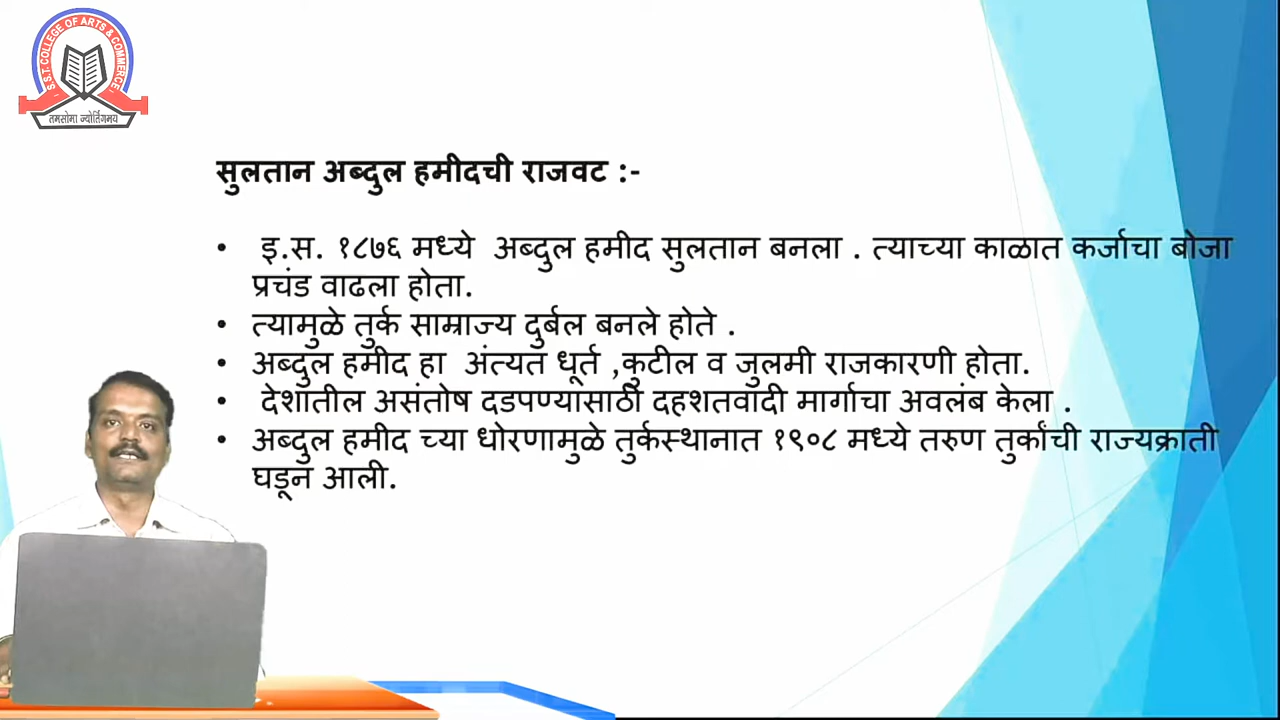 S.S.T. COLLEGE OF ARTS & COMMERCE
तमसोमा ज्योर्तिगमय
सुलतान अब्दुल हमीदची राजवट :-
• इ.स. १८७६ मध्ये अब्दुल हमीद सुलतान बनला . त्याच्या काळात कर्जाचा बोजा
प्रचंड वाढला होता.
• त्यामुळे तुर्क साम्राज्य दुर्बल बनले होते .
• अब्दुल हमीद हा अंत्यत धूर्त ,कुटील व जुलमी राजकारणी होता.
• देशातील असंतोष दडपण्यासाठी दहशतवादी मार्गाचा अवलंब केला .
• अब्दुल हमीद च्या धोरणामुळे तुर्कस्थानात १९०८ मध्ये तरुण तुर्कांची राज्यक्राती
घडून आली.